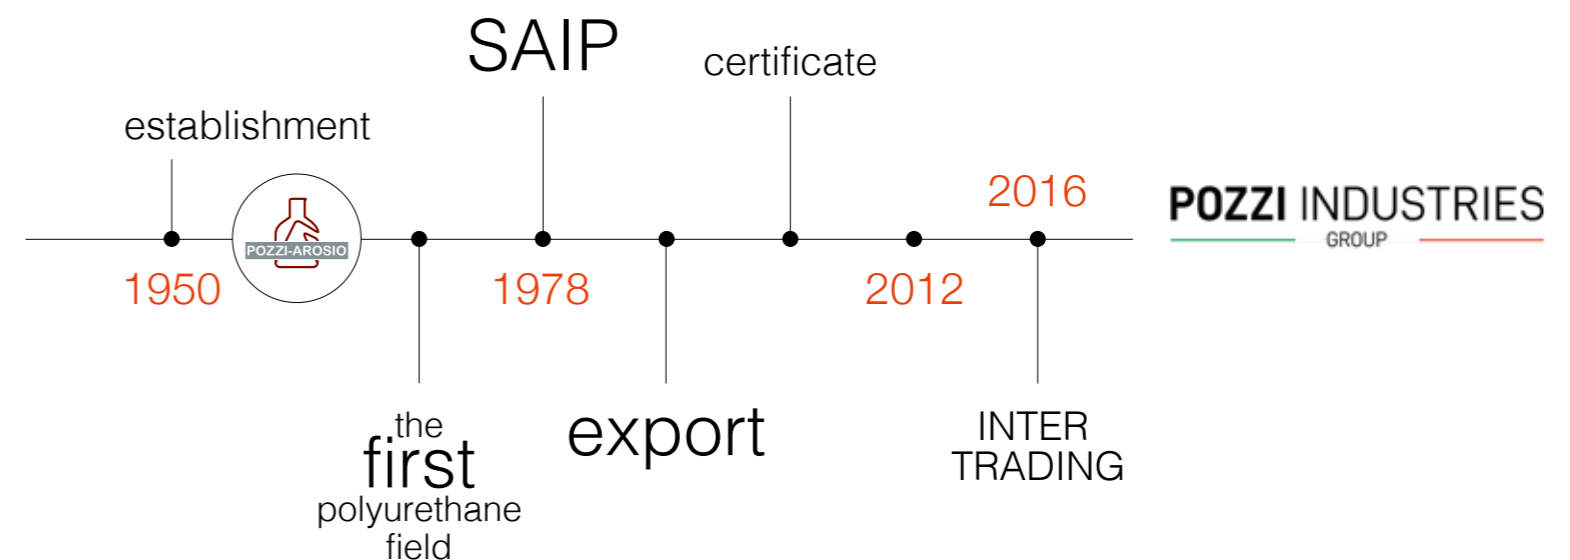 SAIP
certificate
establishment
2016
POZZI INDUSTRIES
GROUP
POZZI-AROSIO
1950
1978
2012
the
first
polyurethane
field
export
INTER
TRADING